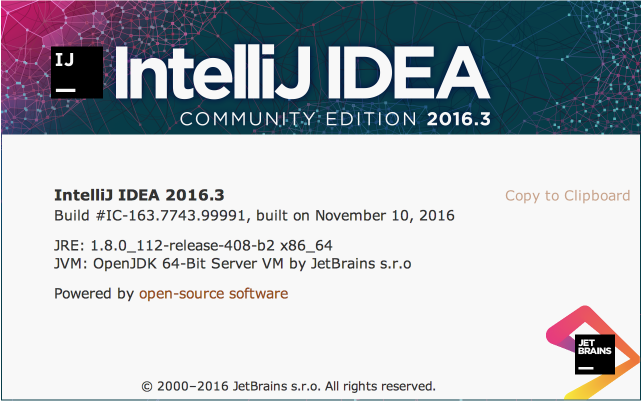 IJ
IntelliJ IDEA
COMMUNITY EDITION 2016.3
IntelliJ IDEA 2016.3
Copy to Clipboard
Build #IC-163.7743.99991, built on November 10, 2016
JRE: 1.8.0_112-release-408-b2 x86_64
JVM: OpenJDK 64-Bit Server VM by JetBrains s.r.o
Powered by open-source software
JET
BRAINS
© 2000–2016 JetBrains s.r.o. All rights reserved.